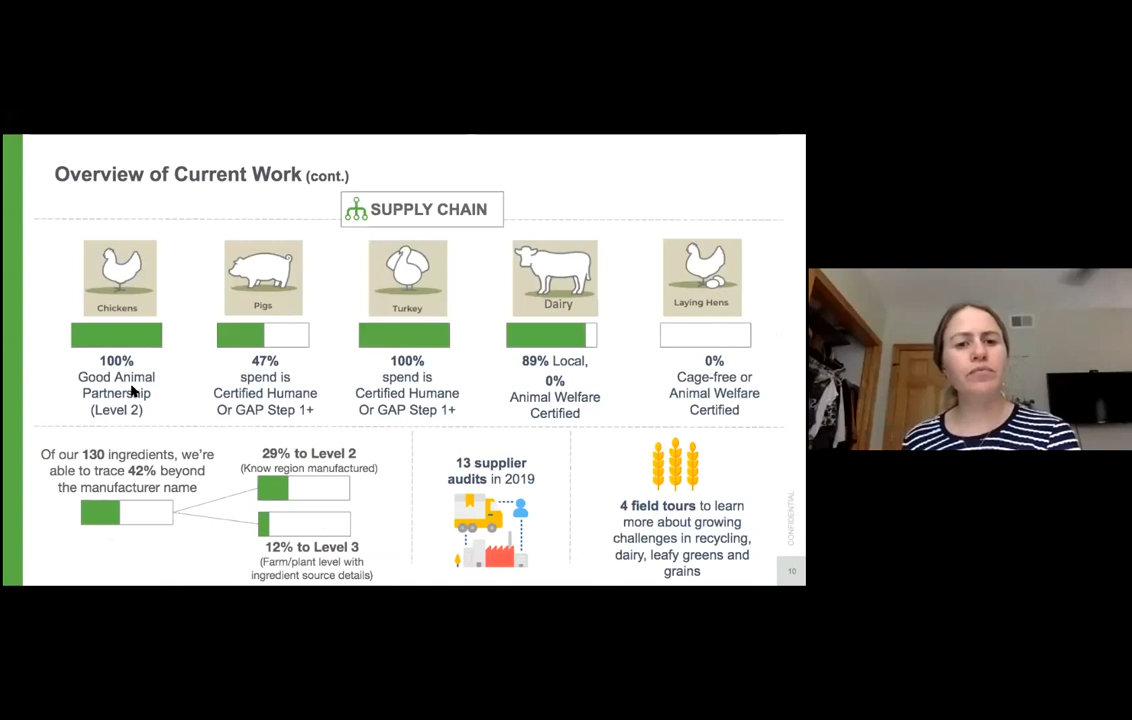 Overview of Current Work (cont.)
SUPPLY CHAIN
Chickens
100%
Good Animal
Partnership
(Level 2)
Pigs
47%
spend is
Certified Humane
Or GAP Step 1+
Turkey
100%
spend is
Certified Humane
Or GAP Step 1+
Dairy
89% Local,
0%
Animal Welfare
Certified
Laying Hens
0%
Cage-free or
Animal Welfare
Certified
Of our 130 ingredients, we're
able to trace 42% beyond
the manufacturer name
29% to Level 2
(Know region manufactured)
12% to Level 3
(Farm/plant level with
ingredient source details)
13 supplier
audits in 2019
4 field tours to learn
more about growing
challenges in recycling,
dairy, leafy greens and
grains
CONFIDENTIAL
10